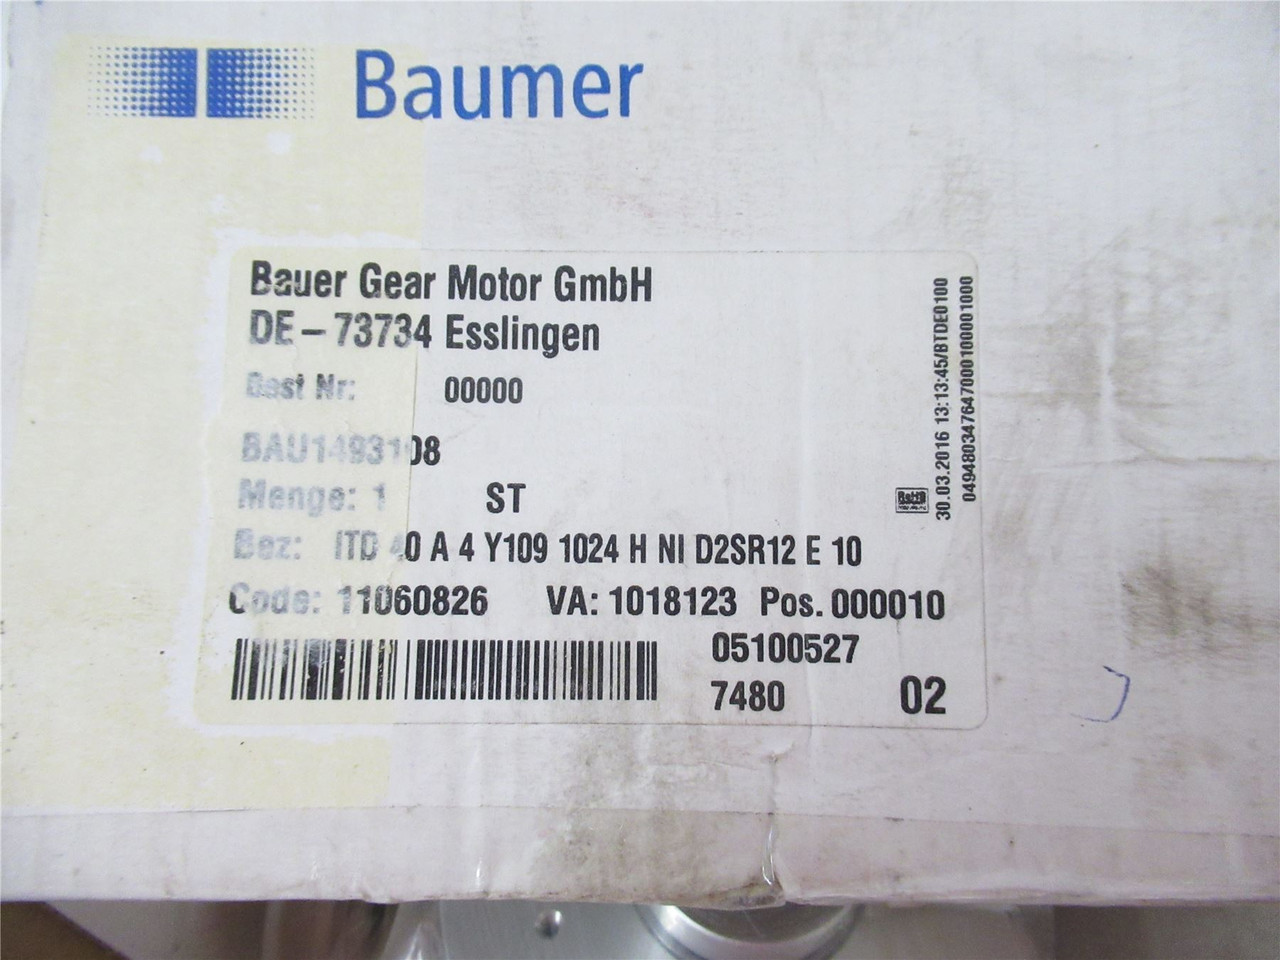 Baumer
Bauer Gear Motor GmbH
DE – 73734 Esslingen
Best Nr: 00000
BAU1493108
Menge: 1 ST
Bez: ITD 40 A 4 Y109 1024 H NI D2SR12 E 10
Code: 11060826 VA: 1018123 Pos. 000010
05100527
7480 02
30.03.2016 13:13:45/BTDE0100
0494803476470001000001000
RoHS